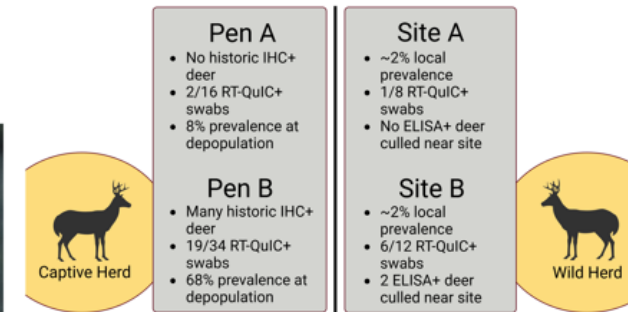 Pen A
• No historic IHC+
deer
• 2/16 RT-QuIC+
swabs
• 8% prevalence at
depopulation
Pen B
• Many historic IHC+
deer
• 19/34 RT-QuIC+
swabs
• 68% prevalence at
depopulation
Captive Herd
Site A
• ~2% local
prevalence
• 1/8 RT-QuIC+
swabs
• No ELISA+ deer
culled near site
Site B
• ~2% local
prevalence
• 6/12 RT-QuIC+
swabs
• 2 ELISA+ deer
culled near site
Wild Herd